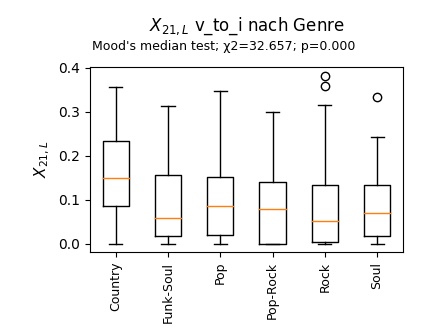 X21,L v_to_i nach Genre
Mood's median test; χ2=32.657; p=0.000
X21,L
0.4
0.3
0.2
0.1
0.0
Country
Funk-Soul
Pop
Pop-Rock
Rock
Soul